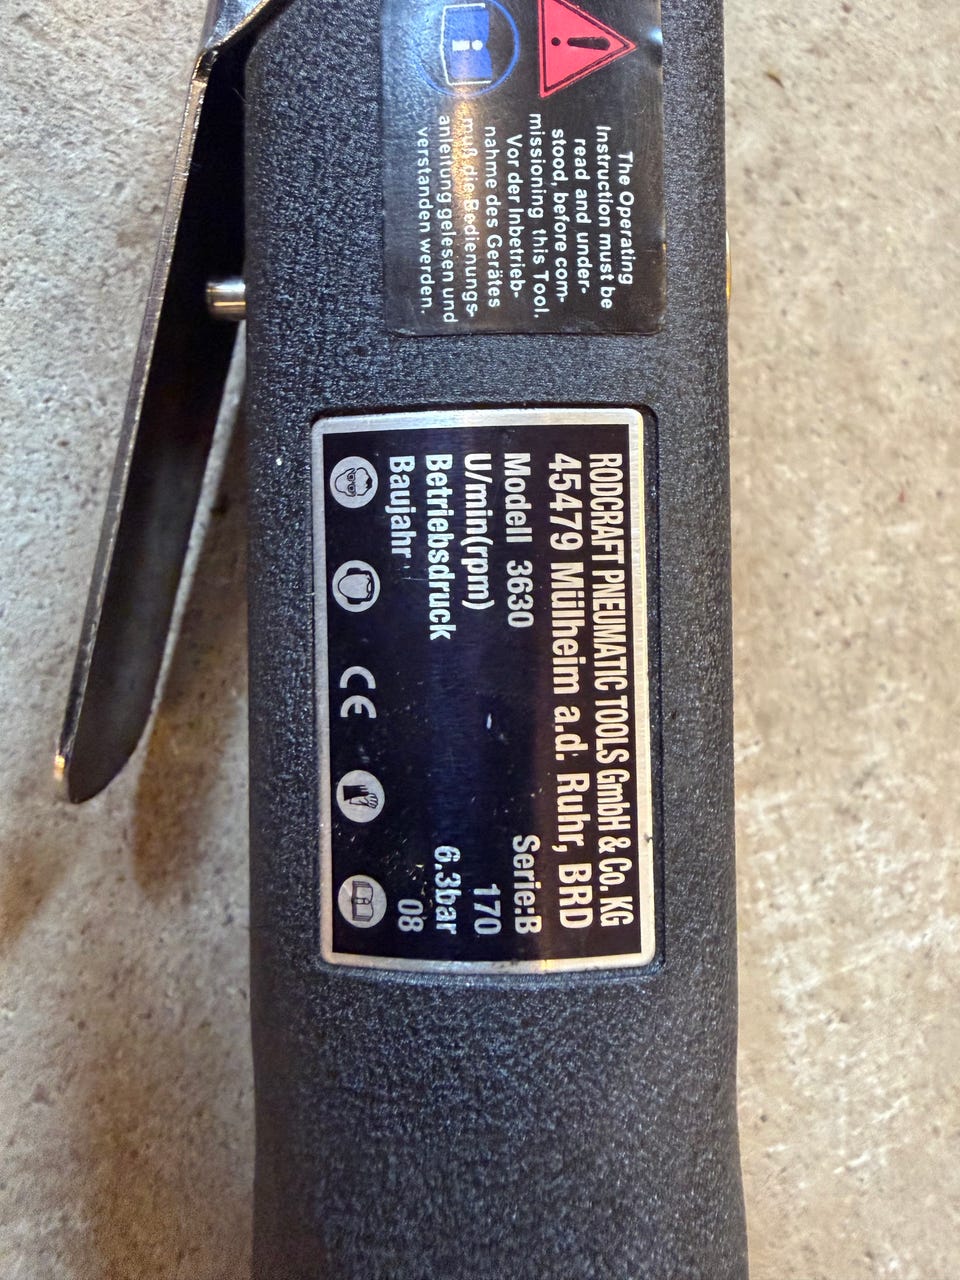 The Operating
Instruction must be
read and under-
stood, before com-
missioning this Tool.
Vor der Inbetrieb-
nahme des Gerätes
muß die Bedienungs-
anleitung gelesen und
verstanden werden.
RODCRAFT PNEUMATIC TOOLS GmbH & Co. KG
45479 Mülheim a.d. Ruhr, BRD
Modell 3630 Serie:B
U/min(rpm) 170
Betriebsdruck 6.3bar
Baujahr 08
CE